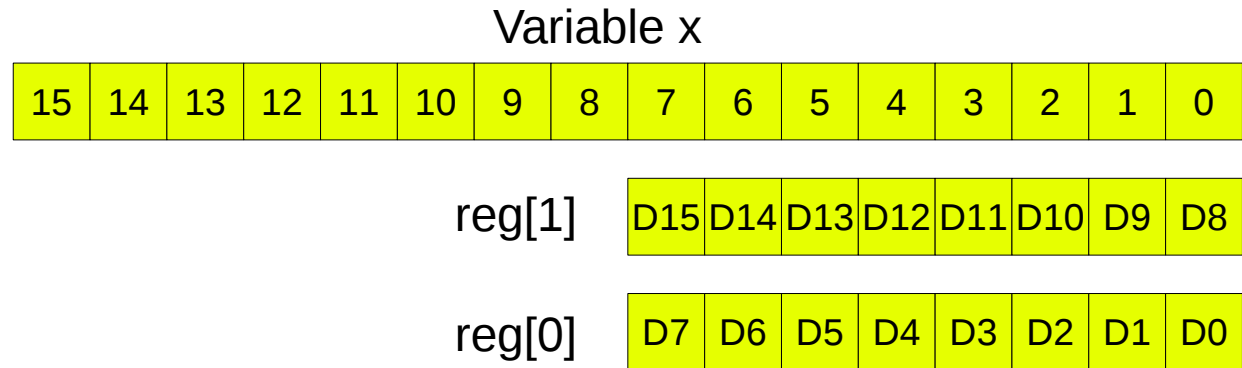 Variable x
15 14 13 12 11 10 9 8 7 6 5 4 3 2 1 0
reg[1] D15 D14 D13 D12 D11 D10 D9 D8
reg[0] D7 D6 D5 D4 D3 D2 D1 D0